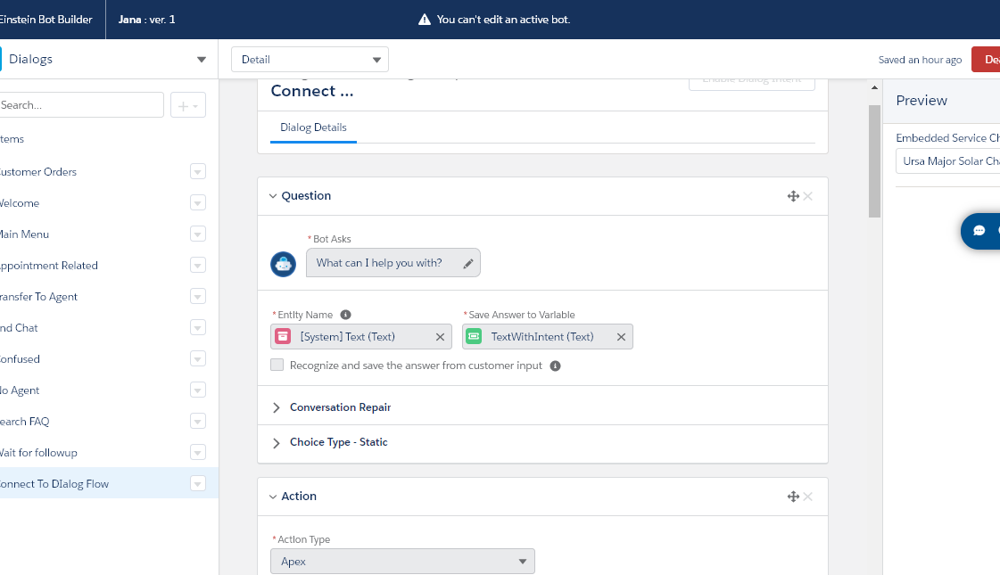 Einstein Bot Builder
Jana : ver. 1
You can't edit an active bot.
Dialogs
Detail
Saved an hour ago
Dea
Connect ...
Enable Dialog Intent
Preview
Search...
Dialog Details
tems
Embedded Service Ch
Ursa Major Solar Cha
ustomer Orders
Velcome
Main Menu
ppointment Related
ransfer To Agent
nd Chat
onfused
No Agent
earch FAQ
Vait for followup
onnect To DIalog Flow
Question
* Bot Asks
What can I help you with?
* Entity Name
* Save Answer to Variable
[System] Text (Text)
TextWithIntent (Text)
Recognize and save the answer from customer input
Conversation Repair
Choice Type - Static
Action
* Action Type
Apex